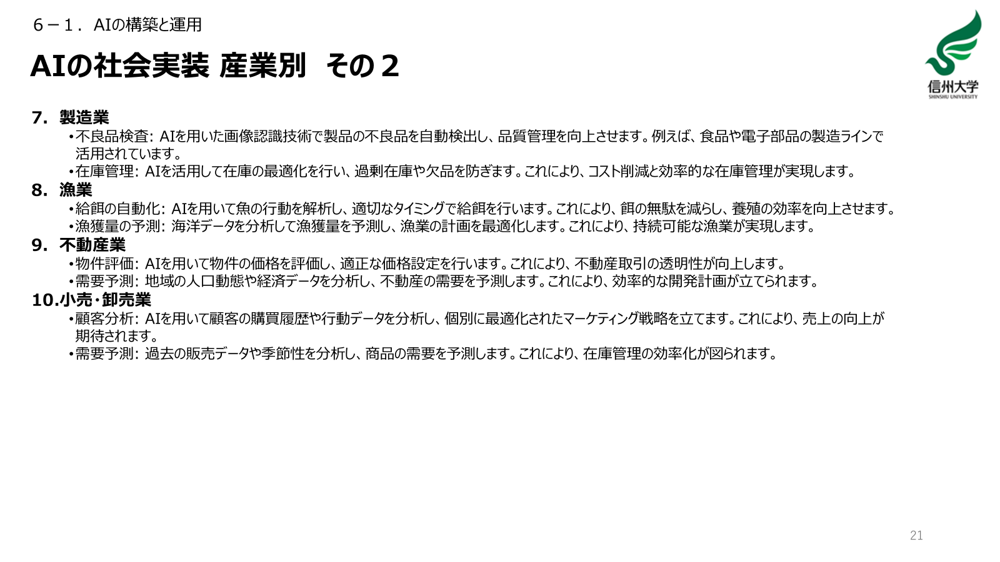 ６－１．AIの構築と運用
AIの社会実装 産業別　その２
信州大学
SHINSHU UNIVERSITY
7. 製造業
•不良品検査: AIを用いた画像認識技術で製品の不良品を自動検出し、品質管理を向上させます。例えば、食品や電子部品の製造ラインで
活用されています。
•在庫管理: AIを活用して在庫の最適化を行い、過剰在庫や欠品を防ぎます。これにより、コスト削減と効率的な在庫管理が実現します。
8. 漁業
•給餌の自動化: AIを用いて魚の行動を解析し、適切なタイミングで給餌を行います。これにより、餌の無駄を減らし、養殖の効率を向上させます。
•漁獲量の予測: 海洋データを分析して漁獲量を予測し、漁業の計画を最適化します。これにより、持続可能な漁業が実現します。
9. 不動産業
•物件評価: AIを用いて物件の価格を評価し、適正な価格設定を行います。これにより、不動産取引の透明性が向上します。
•需要予測: 地域の人口動態や経済データを分析し、不動産の需要を予測します。これにより、効率的な開発計画が立てられます。
10.小売・卸売業
•顧客分析: AIを用いて顧客の購買履歴や行動データを分析し、個別に最適化されたマーケティング戦略を立てます。これにより、売上の向上が
期待されます。
•需要予測: 過去の販売データや季節性を分析し、商品の需要を予測します。これにより、在庫管理の効率化が図られます。
21